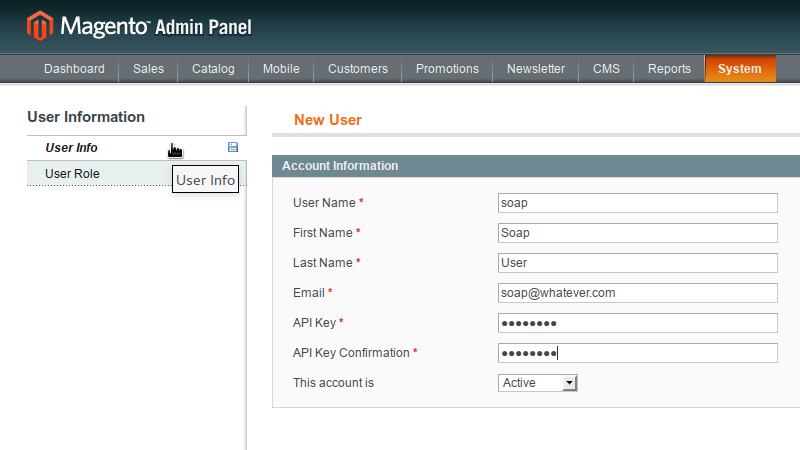 Magento™ Admin Panel
Dashboard Sales Catalog Mobile Customers Promotions Newsletter CMS Reports System
User Information
User Info
User Role
User Info
New User
Account Information
User Name * soap
First Name * Soap
Last Name * User
Email * soap@whatever.com
API Key * ●●●●●●●●
API Key Confirmation * ●●●●●●●●
This account is Active